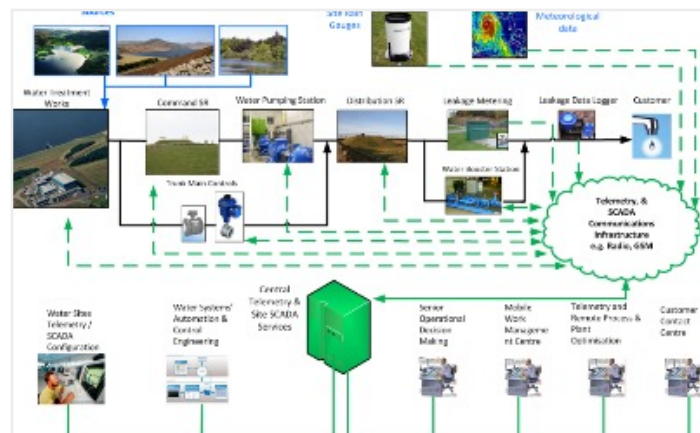 Sources
Site Rain
Gauges
Meteorological
data
Water Treatment
Works
Command SR
Water Pumping Station
Distribution SR
Leakage Metering
Leakage Data Logger
Customer
Trunk Main Controls
Water Booster Station
Telemetry, &
SCADA
Communications
Infrastructure
e.g. Radio, GSM
Water Sites
Telemetry /
SCADA
Configuration
Water Systems'
Automation &
Control
Engineering
Central
Telemetry &
Site SCADA
Services
Senior
Operational
Decision
Making
Mobile
Work
Manageme
nt Centre
Telemetry and
Remote Process &
Plant
Optimisation
Customer
Contact
Centre